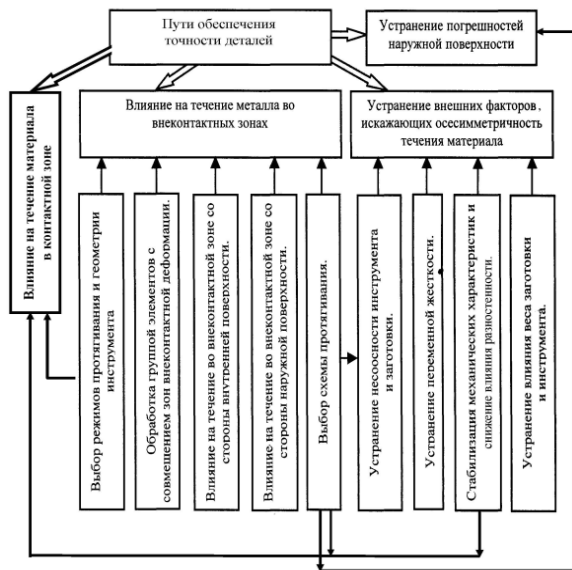 Пути обеспечения
точности деталей
Устранение погрешностей
наружной поверхности
Влияние на течение материала
в контактной зоне
Влияние на течение металла во
внеконтактных зонах
Устранение внешних факторов,
искажающих осесимметричность
течения материала
Выбор режимов протягивания и геометрии
инструмента
Обработка группой элементов с
совмещением зон внеконтактной деформации.
Влияние на течение во внеконтактной зоне со
стороны внутренней поверхности.
Влияние на течение во внеконтактной зоне со
стороны наружной поверхности.
Выбор схемы протягивания.
Устранение несоосности инструмента
и заготовки.
Устранение переменной жесткости.
Стабилизация механических характеристик и
снижение влияния разностенности.
Устранение влияния веса заготовки
и инструмента.